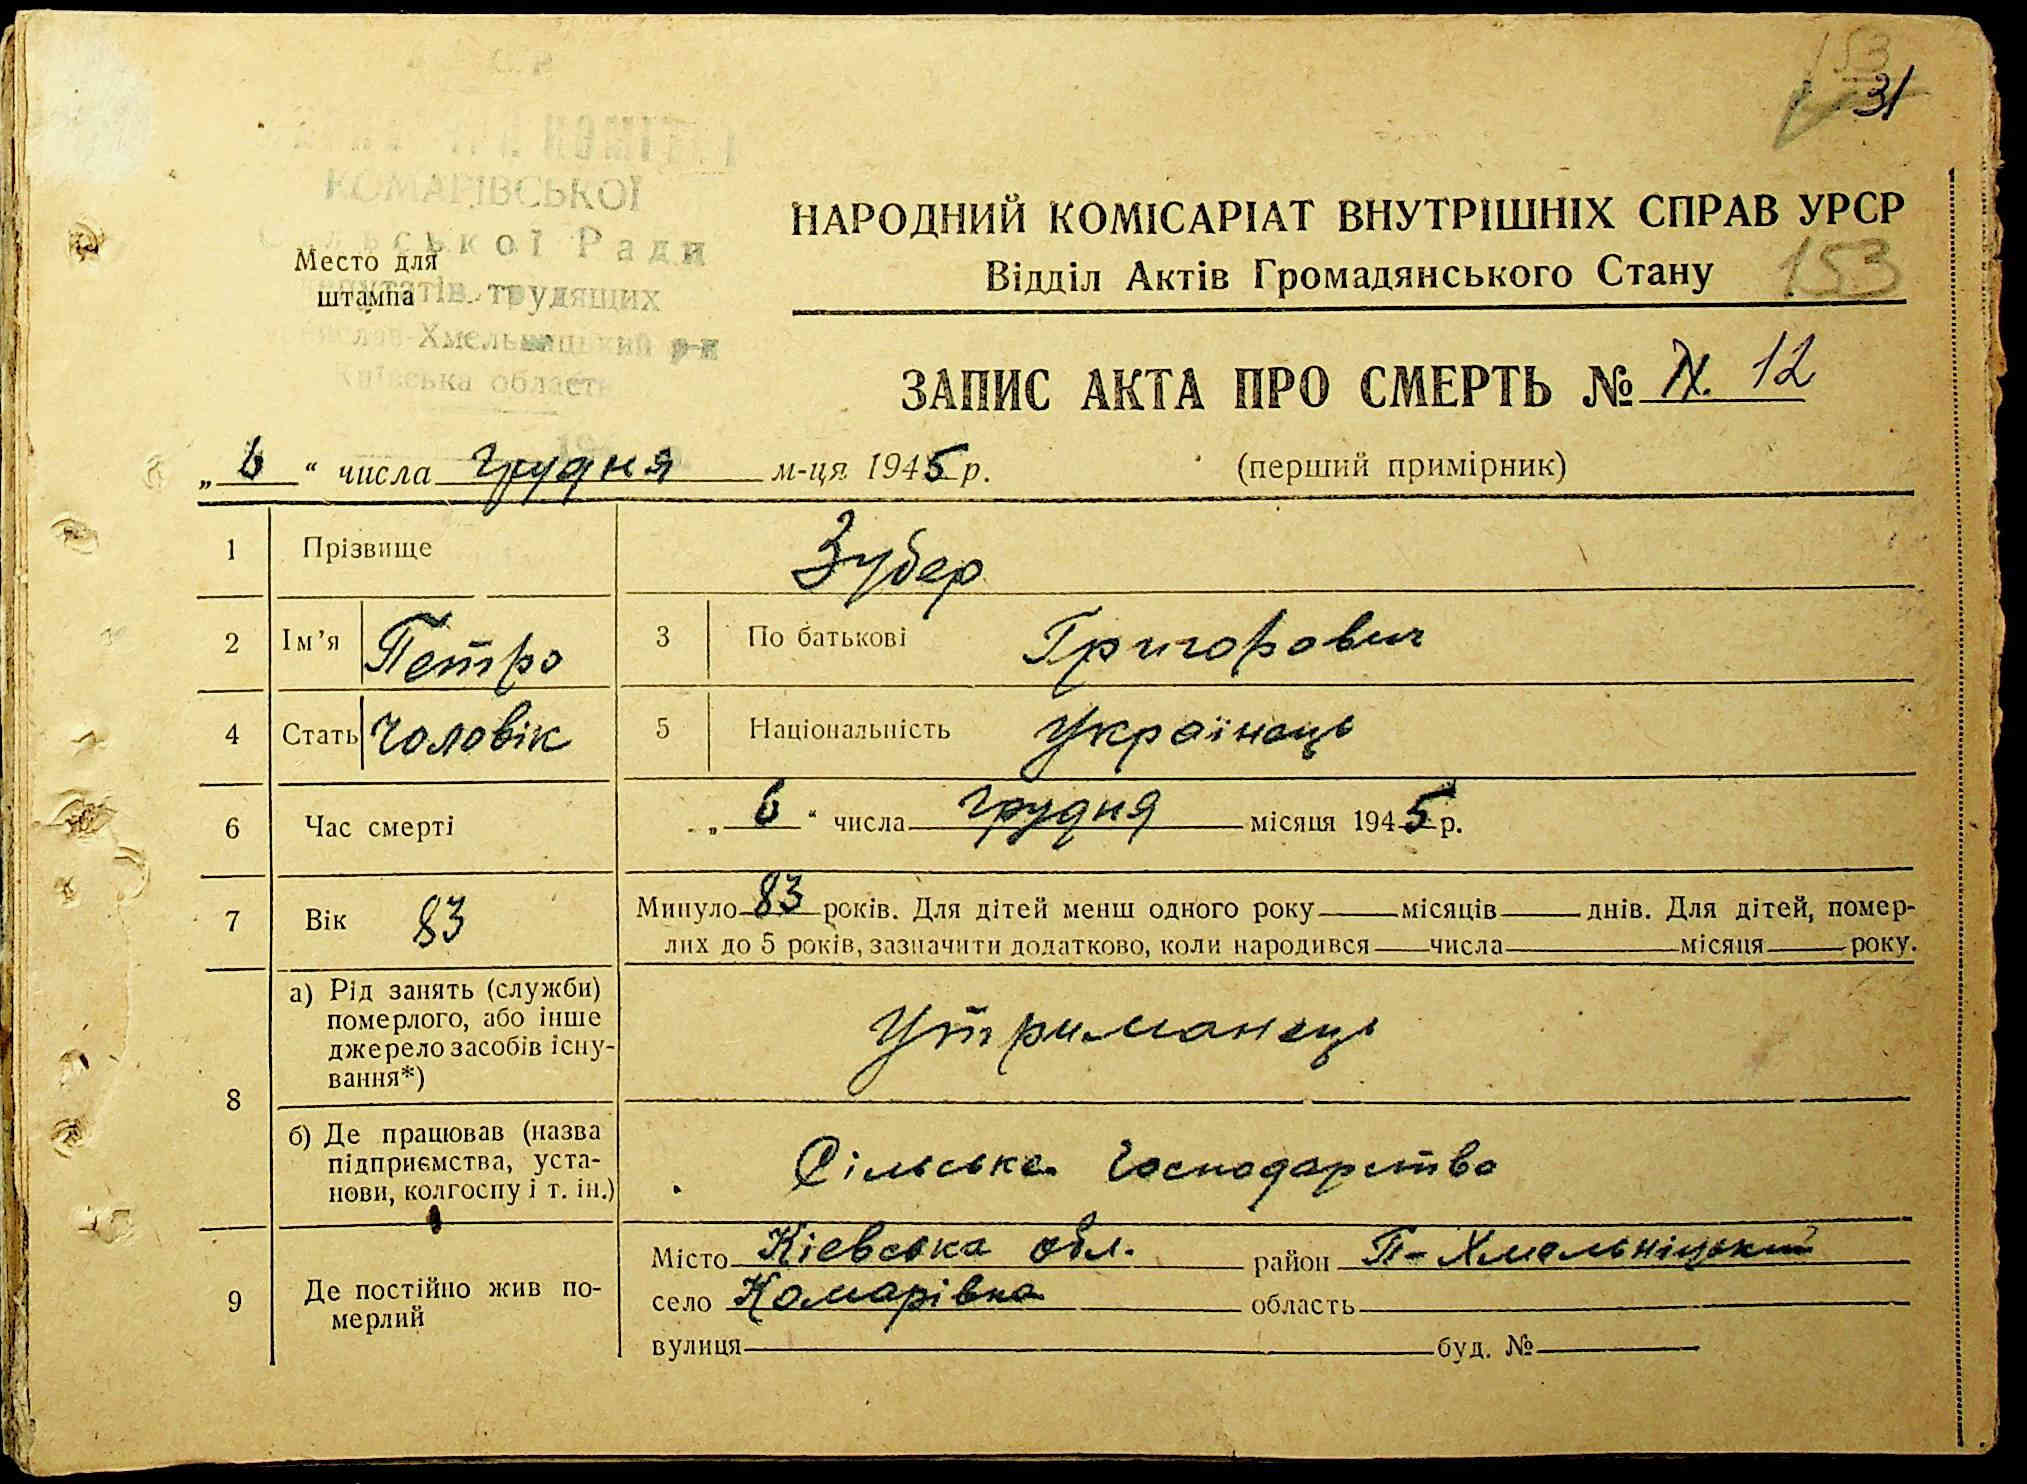 153
31
КОМАРІВСЬКОЇ
Сільської Ради
депутатів трудящих
Хмельницький р-н
Київська область
Место для
штампа
НАРОДНИЙ КОМІСАРІАТ ВНУТРІШНІХ СПРАВ УРСР
Відділ Актів Громадянського Стану
153
ЗАПИС АКТА ПРО СМЕРТЬ № N. 12
„6“ числа грудня м-ця 1945 р.
(перший примірник)
1 Прізвище Зубер
2 Ім’я Петро 3 По батькові Григорович
4 Стать чоловік 5 Національність Українець
6 Час смерті „6“ числа грудня місяця 1945 р.
7 Вік 83 Минуло 83 років. Для дітей менш одного року місяців днів. Для дітей, помер-
лих до 5 років, зазначити додатково, коли народився числа місяця року.
8 а) Рід занять (служби)
померлого, або інше
джерело засобів існу-
вання*)
Утриманець
б) Де працював (назва
підприємства, уста-
нови, колгоспу і т. ін.)
Сільське Господарство
9 Де постійно жив по-
мерлий
Місто Кіевська обл. район П-Хмельніцький
село Комарівка область
вулиця буд. №